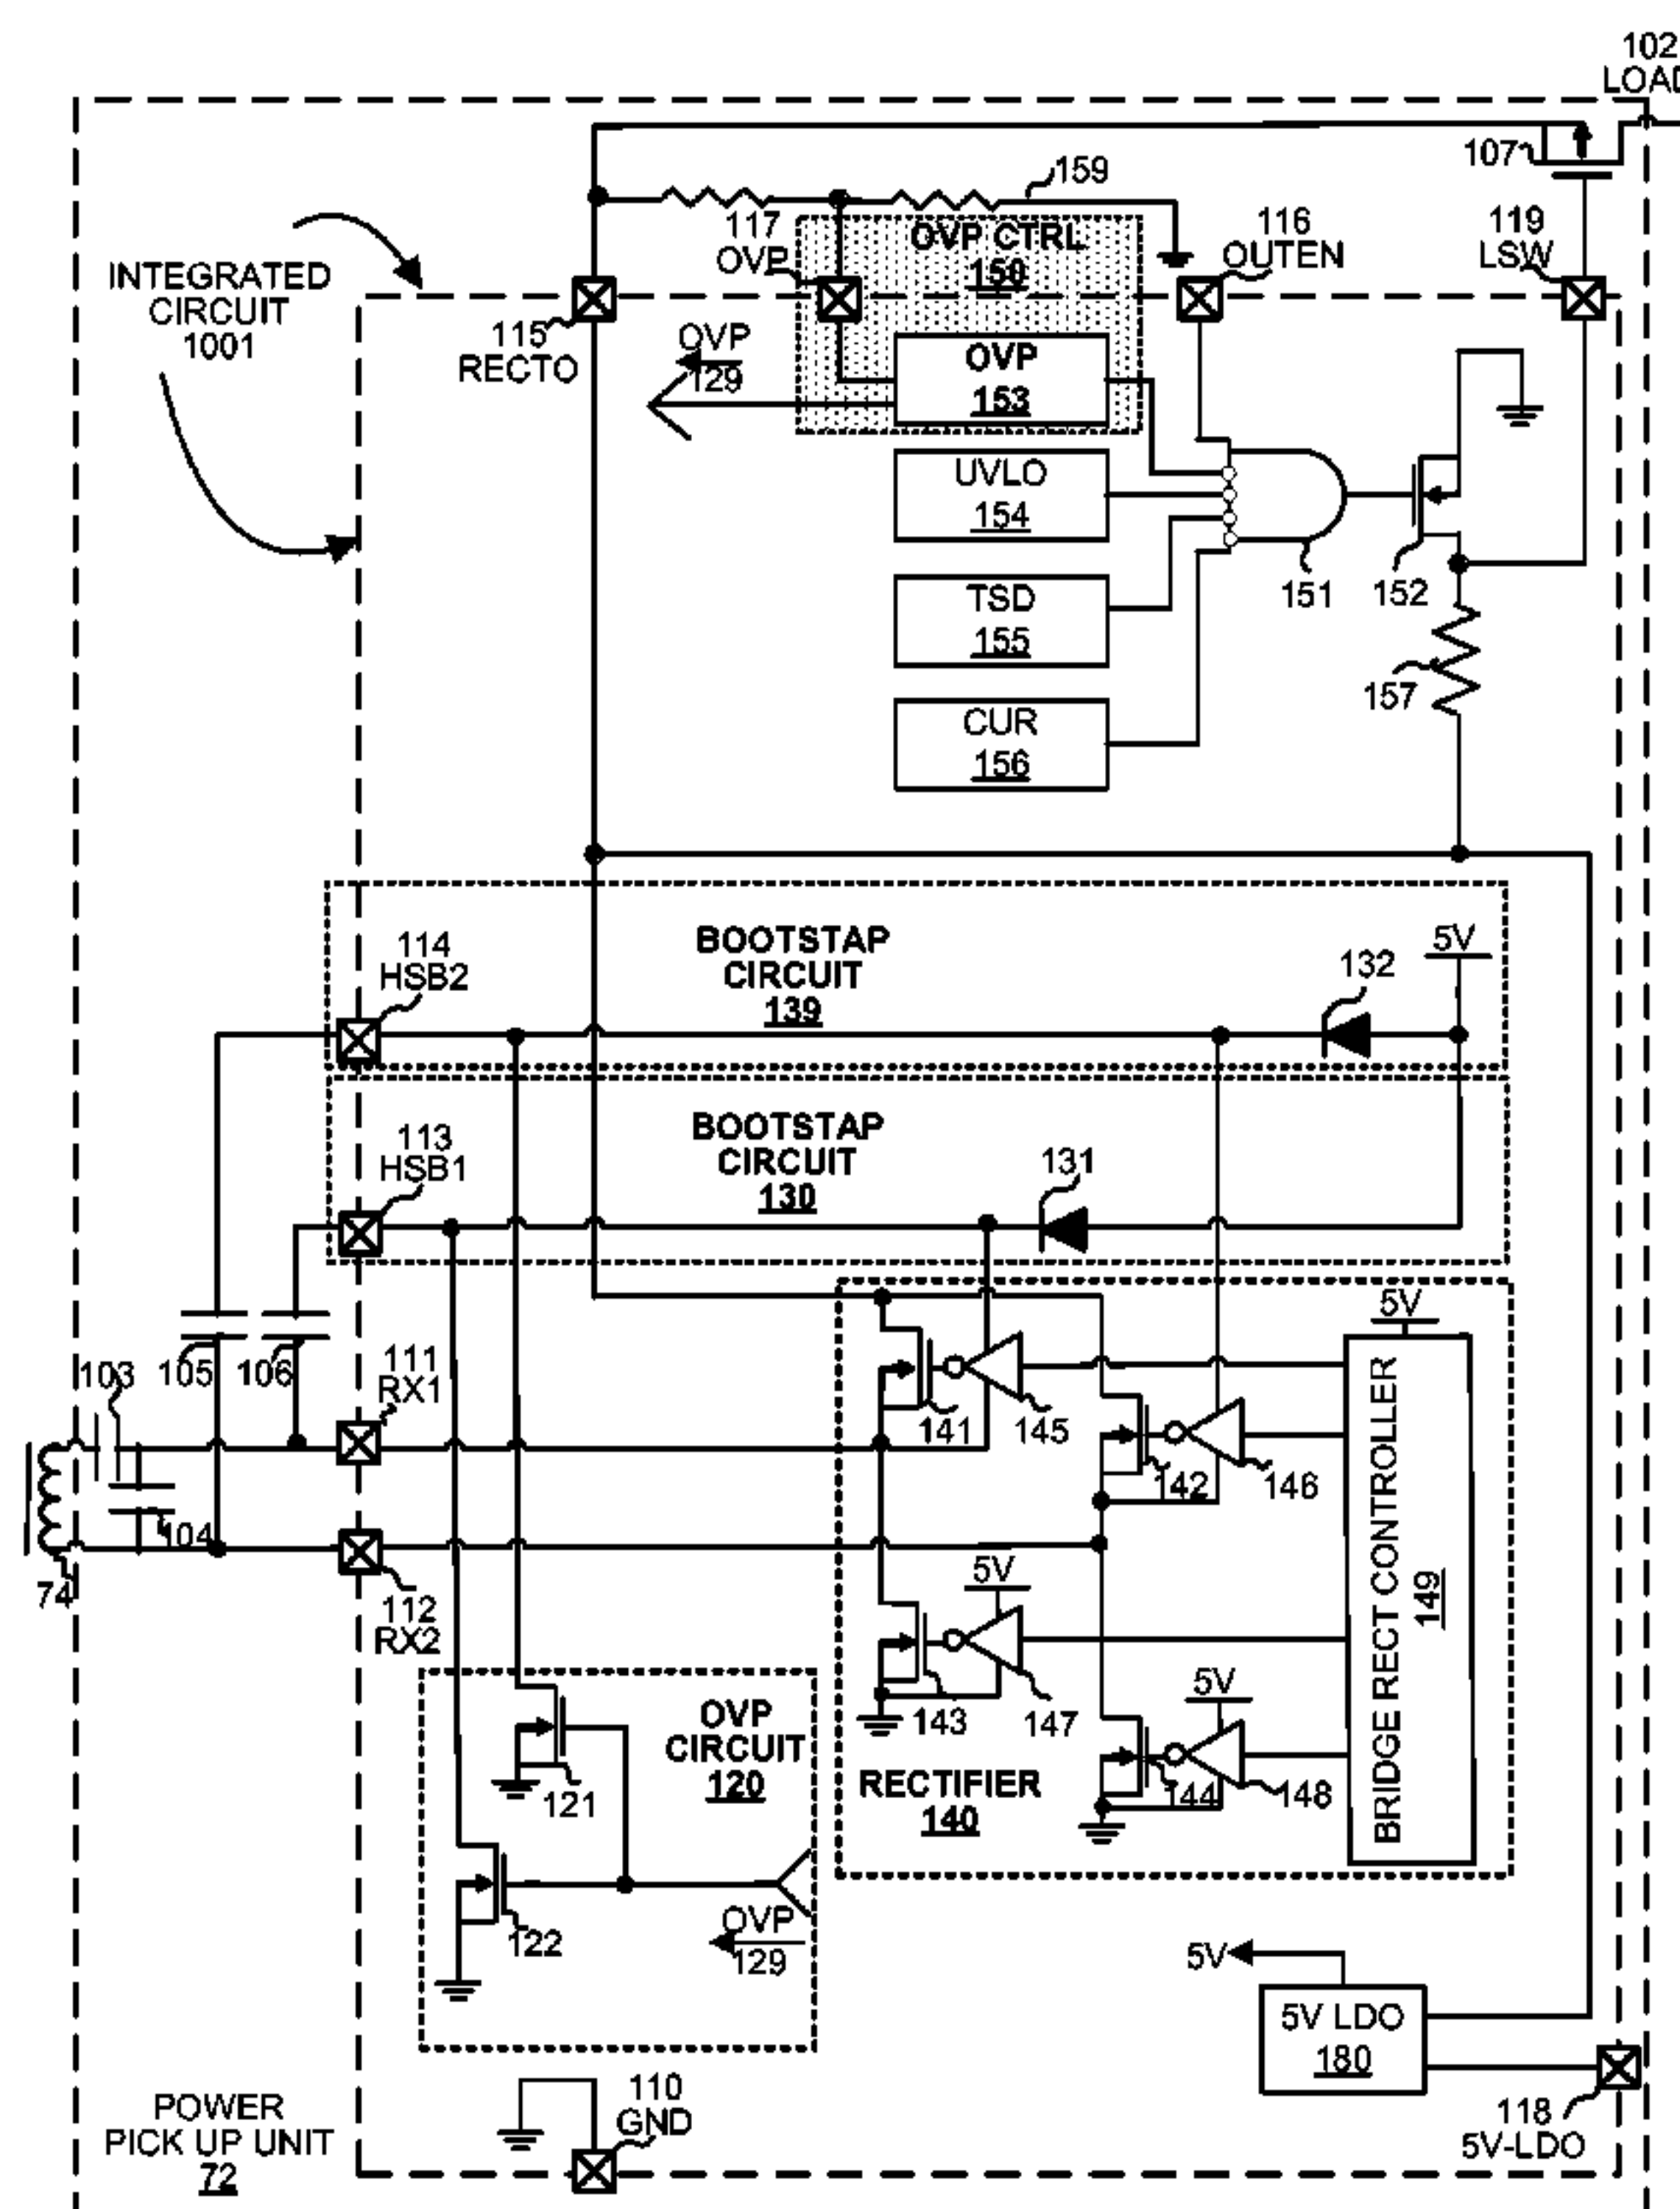 102
LOAD
107
159
117
OVP
OVP CTRL
150
116
OUTEN
119
LSW
INTEGRATED
CIRCUIT
1001
115
RECTO
OVP
129
OVP
153
UVLO
154
151
152
TSD
155
157
CUR
156
114
HSB2
BOOTSTAP
CIRCUIT
139
132
5V
113
HSB1
BOOTSTAP
CIRCUIT
130
131
5V
103
105
106
111
RX1
141
145
142
146
BRIDGE RECT CONTROLLER
149
104
74
112
RX2
5V
143
147
5V
144
148
OVP
CIRCUIT
120
121
RECTIFIER
140
122
OVP
129
5V
5V LDO
180
110
GND
118
5V-LDO
POWER
PICK UP UNIT
72